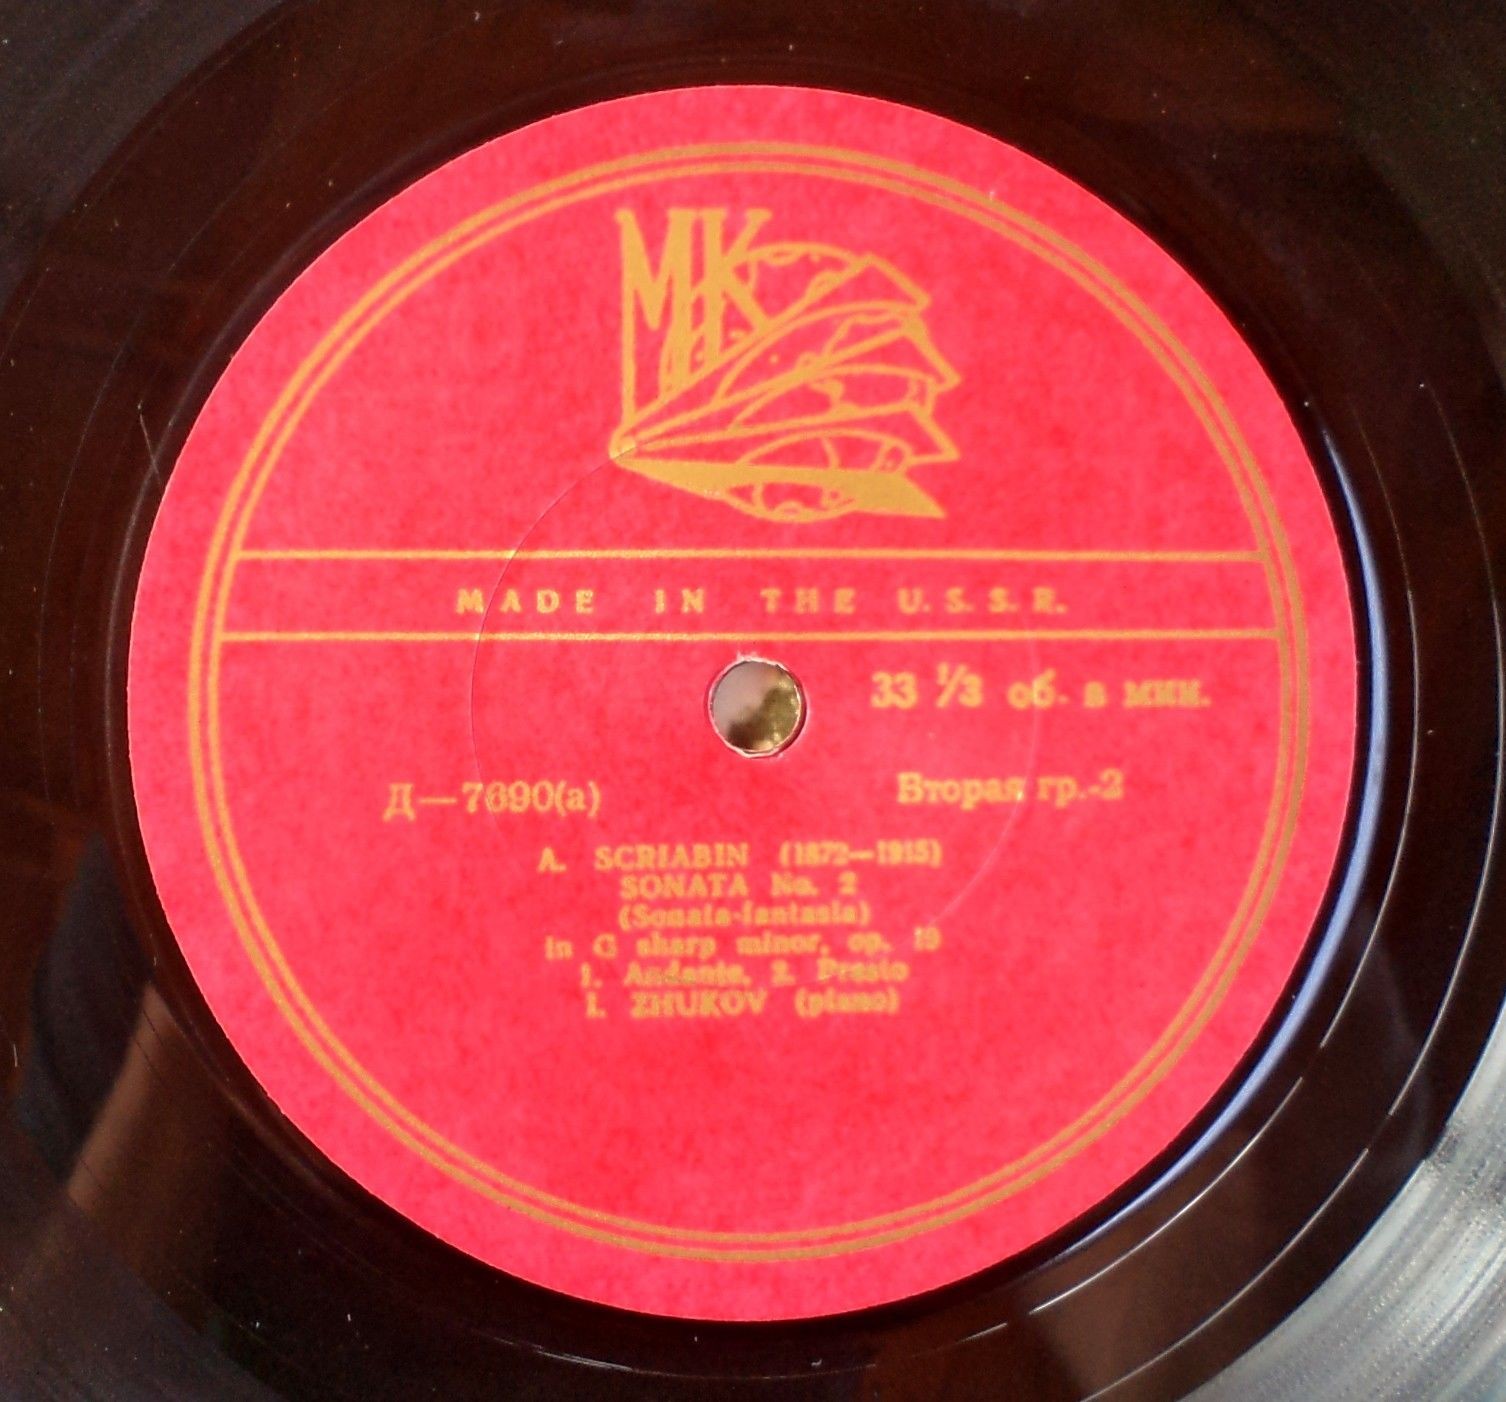 МК
MADE IN THE U.S.S.R.
33 ⅓ об. в мин.
Д—7690(а)
Вторая гр.-2
A. SCRIABIN (1872—1915)
SONATA No. 2
(Sonata-fantasia)
in G sharp minor, op. 19
1. Andante, 2. Presto
I. ZHUKOV (piano)